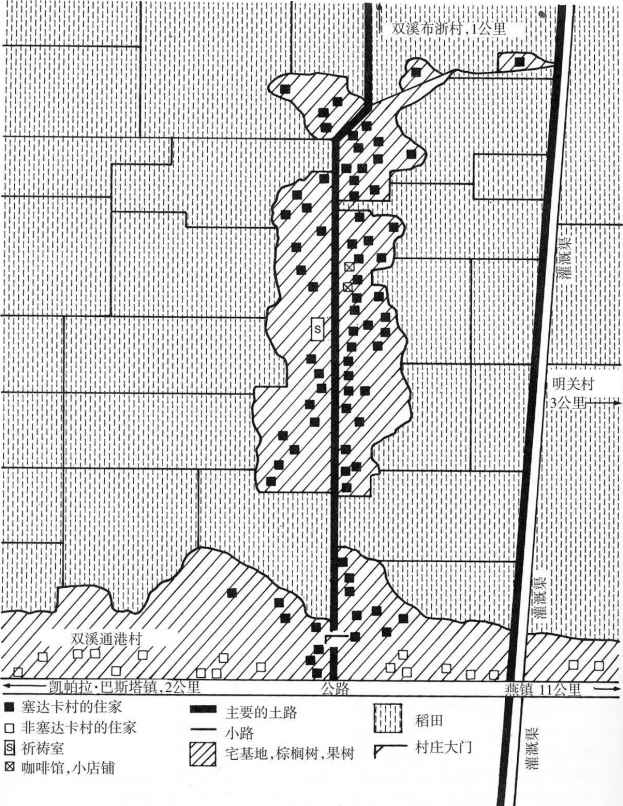 双溪布浙村,1公里
灌溉渠
明关村
3公里
灌溉渠
双溪通港村
S
凯帕拉·巴斯塔镇,2公里
公路
燕镇 11公里
塞达卡村的住家
非塞达卡村的住家
S 祈祷室
咖啡馆,小店铺
主要的土路
小路
宅基地,棕榈树,果树
稻田
村庄大门
灌溉渠